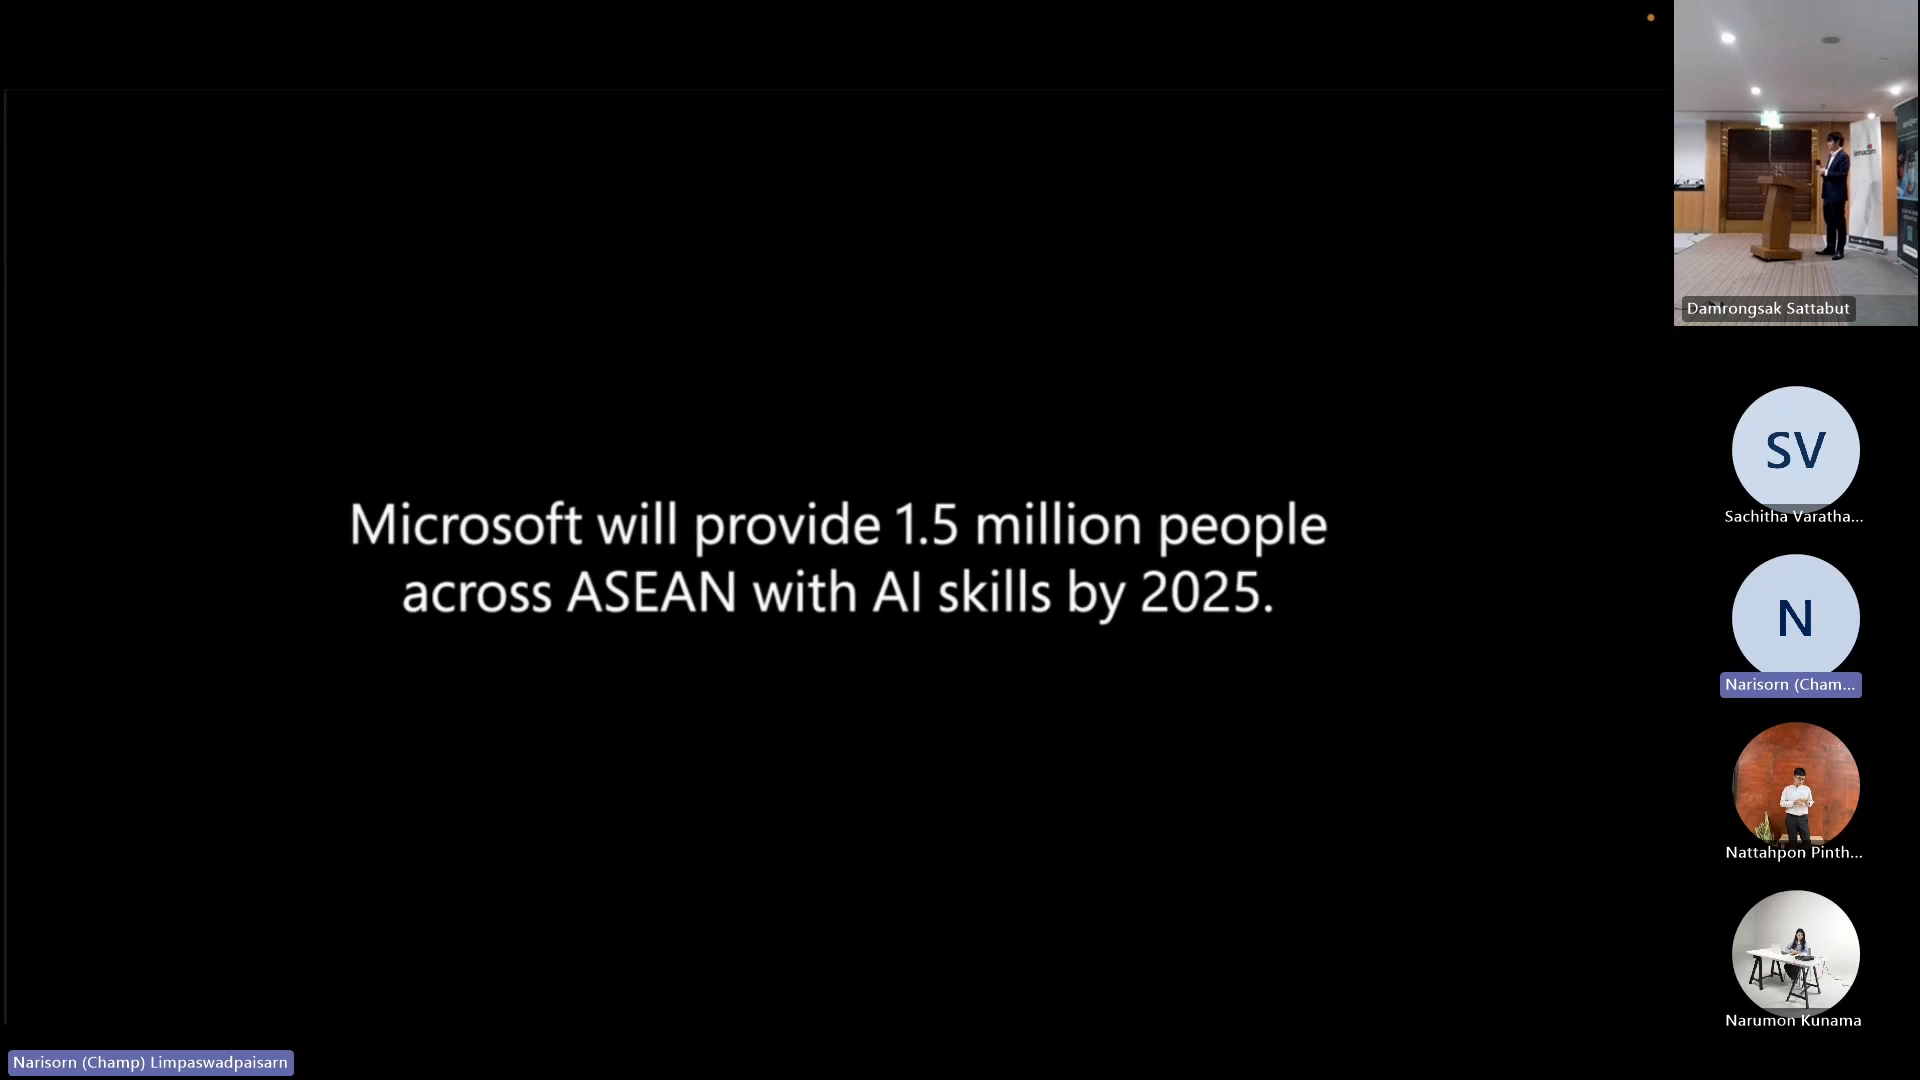 Microsoft will provide 1.5 million people
across ASEAN with AI skills by 2025.
Damrongsak Sattabut
SV
Sachitha Varatha...
N
Narisorn (Cham...
Nattahpon Pinth...
Narumon Kunama
Narisorn (Champ) Limpaswadpaisarn